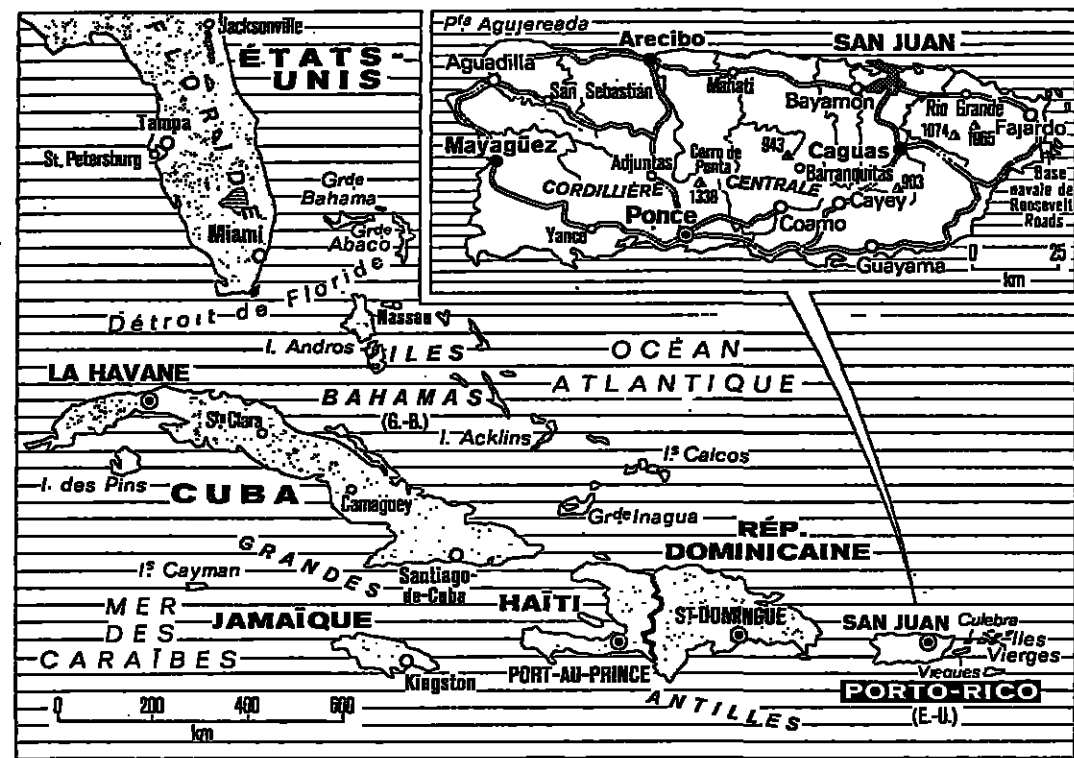 Jacksonville
ÉTATS-
UNIS
FLORIDE
Tampa
St. Petersburg
Miami
Grde
Bahama
Grde
Abaco
Détroit de Floride
Nassau
I. Andros
ILES
BAHAMAS
(G.-B.)
OCÉAN
ATLANTIQUE
LA HAVANE
Sta Clara
I. Acklins
Is Caicos
I. des Pins
CUBA
Camaguey
Grde Inagua
RÉP.
DOMINICAINE
GRANDES
Is Cayman
Santiago-
de-Cuba
HAÏTI
MER
DES
CARAÏBES
JAMAÏQUE
Kingston
ST-DOMINGUE
PORT-AU-PRINCE
SAN JUAN
Culebra
Iles
Vierges
Vieques
PORTO-RICO
(E.-U.)
ANTILLES
0 200 400 600
km
Pta Agujereada
Arecibo
SAN JUAN
Aguadilla
San Sebastián
Manati
Bayamón
Rio Grande
1074
1065
Fajardo
Mayagüez
Adjuntas
Cerro de
Punta
1338
943
Caguas
Barranquitas
903
Base
navale de
Roosevelt
Roads
CORDILLIÈRE CENTRALE
Ponce
Cayey
Coamo
Yanco
Guayama
0 25
km